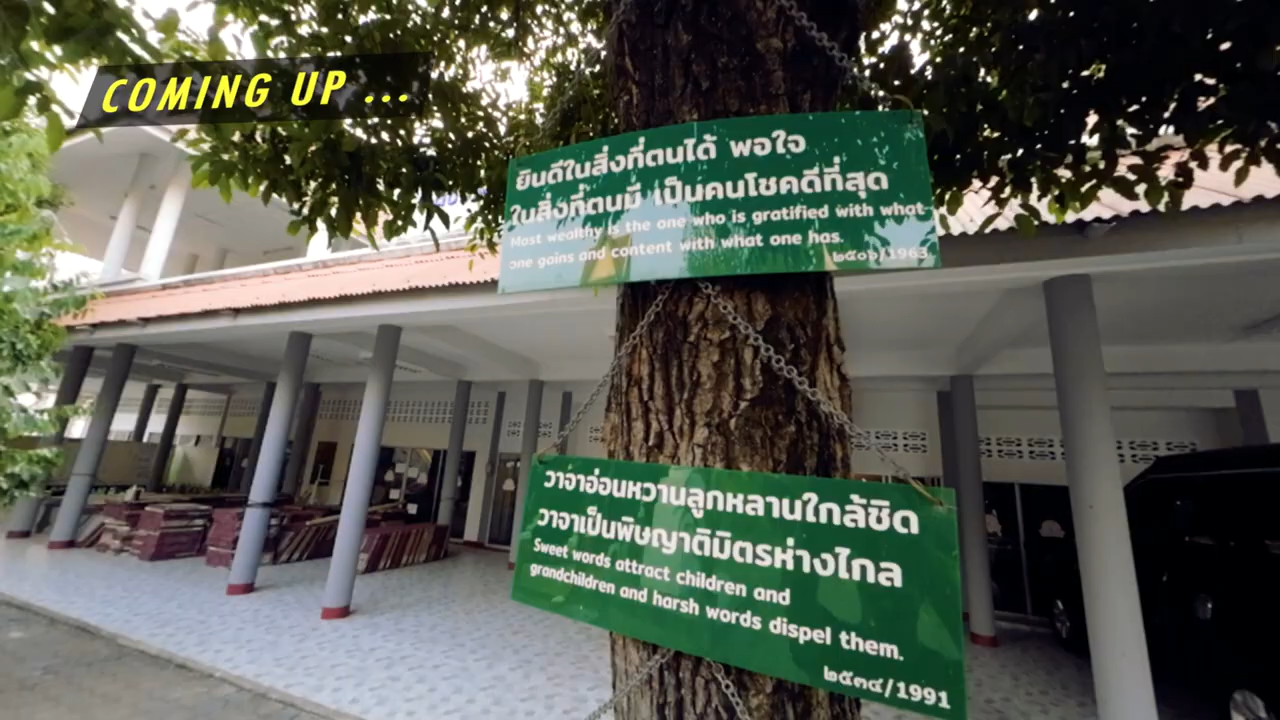 COMING UP ...
ยินดีในสิ่งที่ตนได้ พอใจ
ในสิ่งที่ตนมี เป็นคนโชคดีที่สุด
Most wealthy is the one who is gratified with what
one gains and content with what one has.
๒๕๐๖/1963
วาจาอ่อนหวานลูกหลานใกล้ชิด
วาจาเป็นพิษญาติมิตรห่างไกล
Sweet words attract children and
grandchildren and harsh words dispel them.
๒๕๓๔/1991